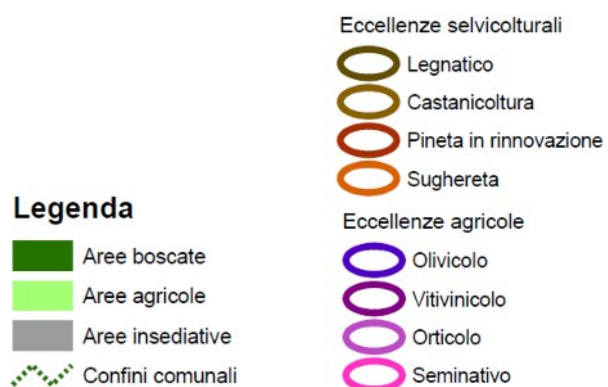 Eccellenze selvicolturali
Legnatico
Castanicoltura
Pineta in rinnovazione
Sughereta
Legenda
Aree boscate
Aree agricole
Aree insediative
Confini comunali
Eccellenze agricole
Olivicolo
Vitivinicolo
Orticolo
Seminativo